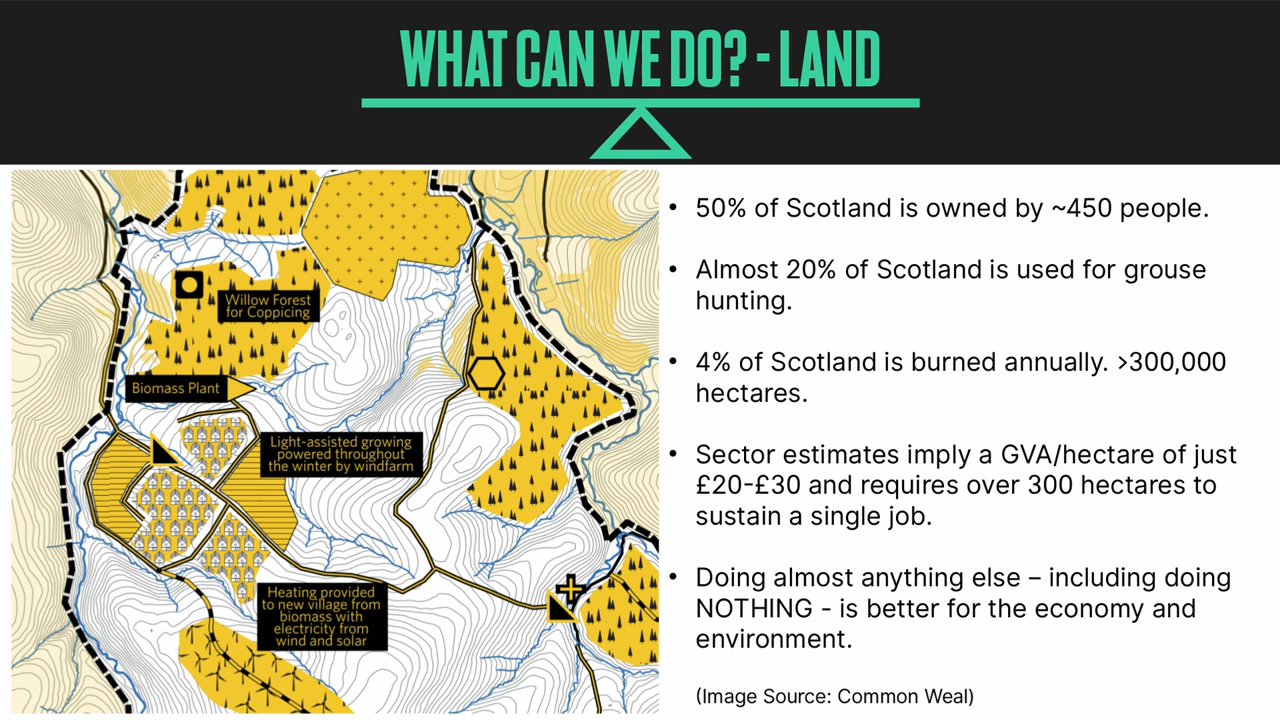 WHAT CAN WE DO? - LAND
Willow Forest
for Coppicing
Biomass Plant
Light-assisted growing
powered throughout
the winter by windfarm
Heating provided
to new village from
biomass with
electricity from
wind and solar
• 50% of Scotland is owned by ~450 people.
• Almost 20% of Scotland is used for grouse
hunting.
• 4% of Scotland is burned annually. >300,000
hectares.
• Sector estimates imply a GVA/hectare of just
£20-£30 and requires over 300 hectares to
sustain a single job.
• Doing almost anything else – including doing
NOTHING - is better for the economy and
environment.
(Image Source: Common Weal)